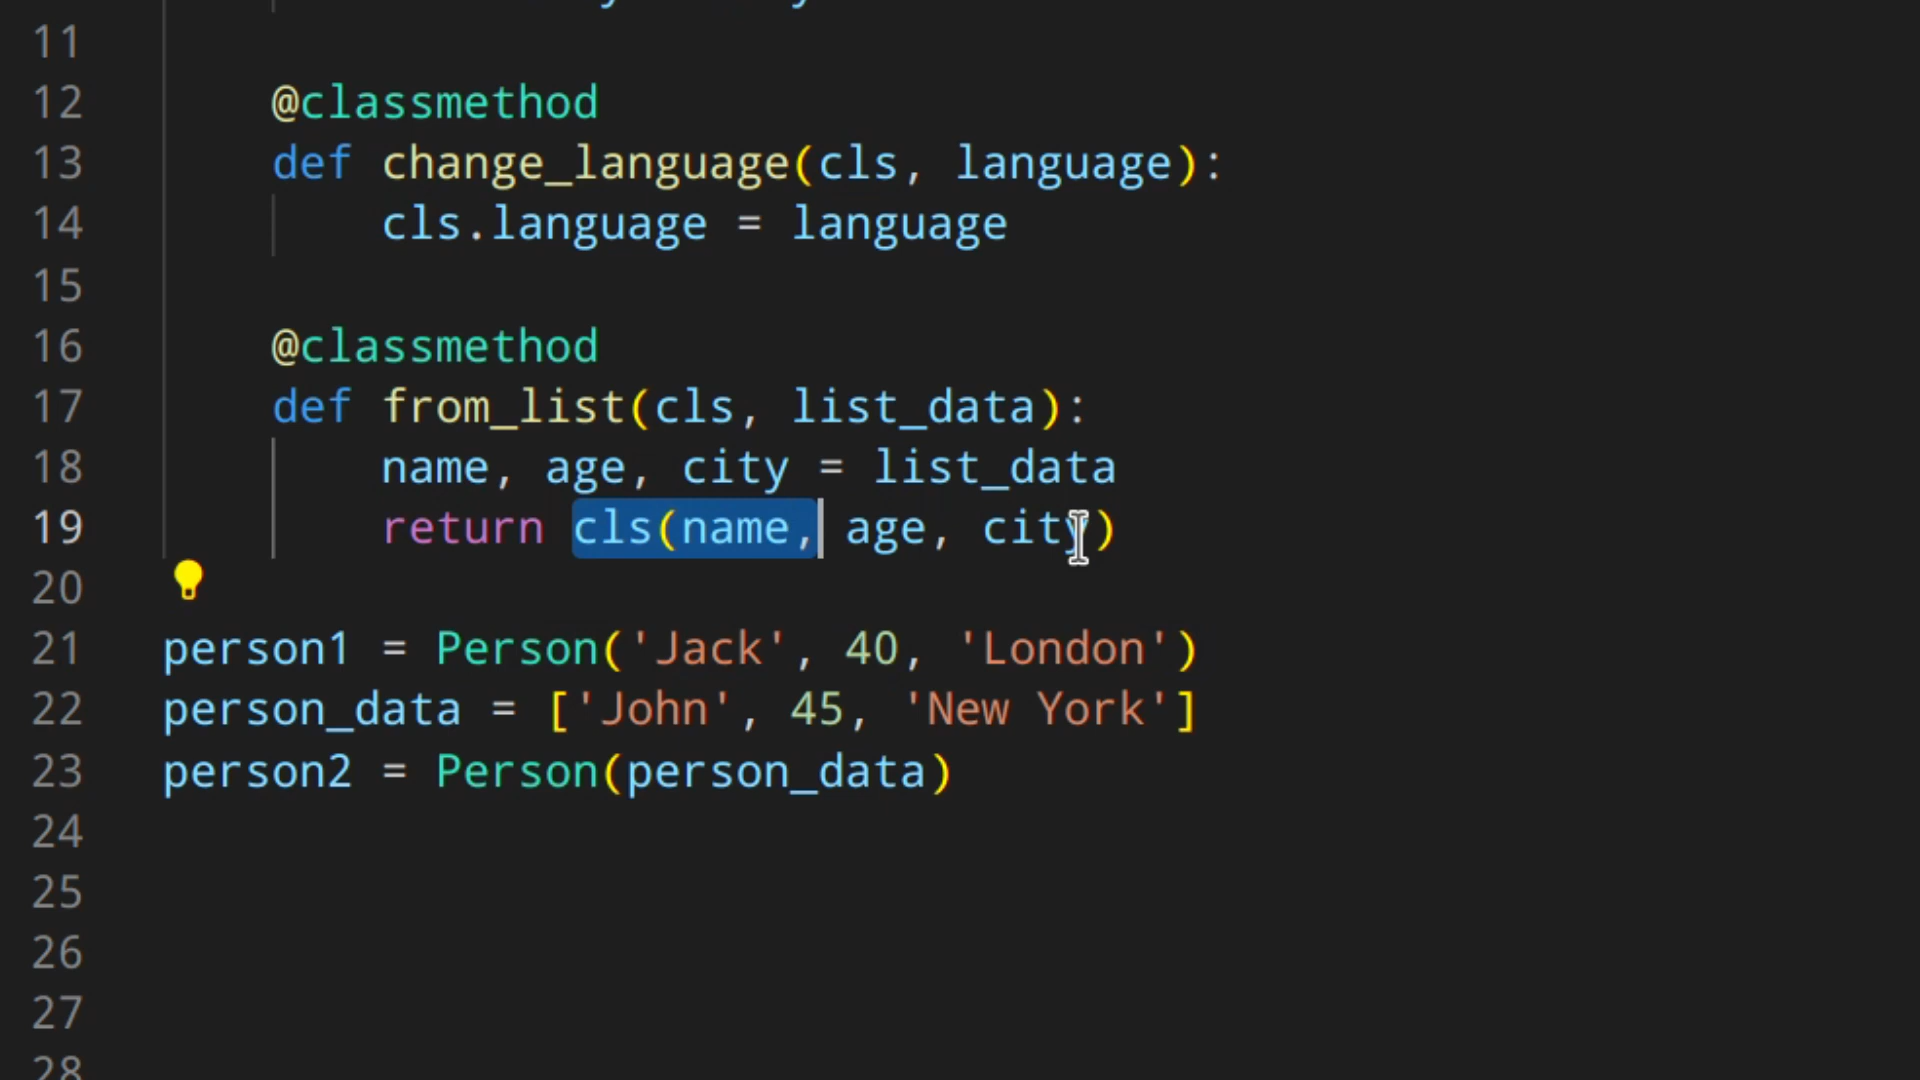 11
12 @classmethod
13 def change_language(cls, language):
14 cls.language = language
15
16 @classmethod
17 def from_list(cls, list_data):
18 name, age, city = list_data
19 return cls(name, age, city)
20
21 person1 = Person('Jack', 40, 'London')
22 person_data = ['John', 45, 'New York']
23 person2 = Person(person_data)
24
25
26
27
28